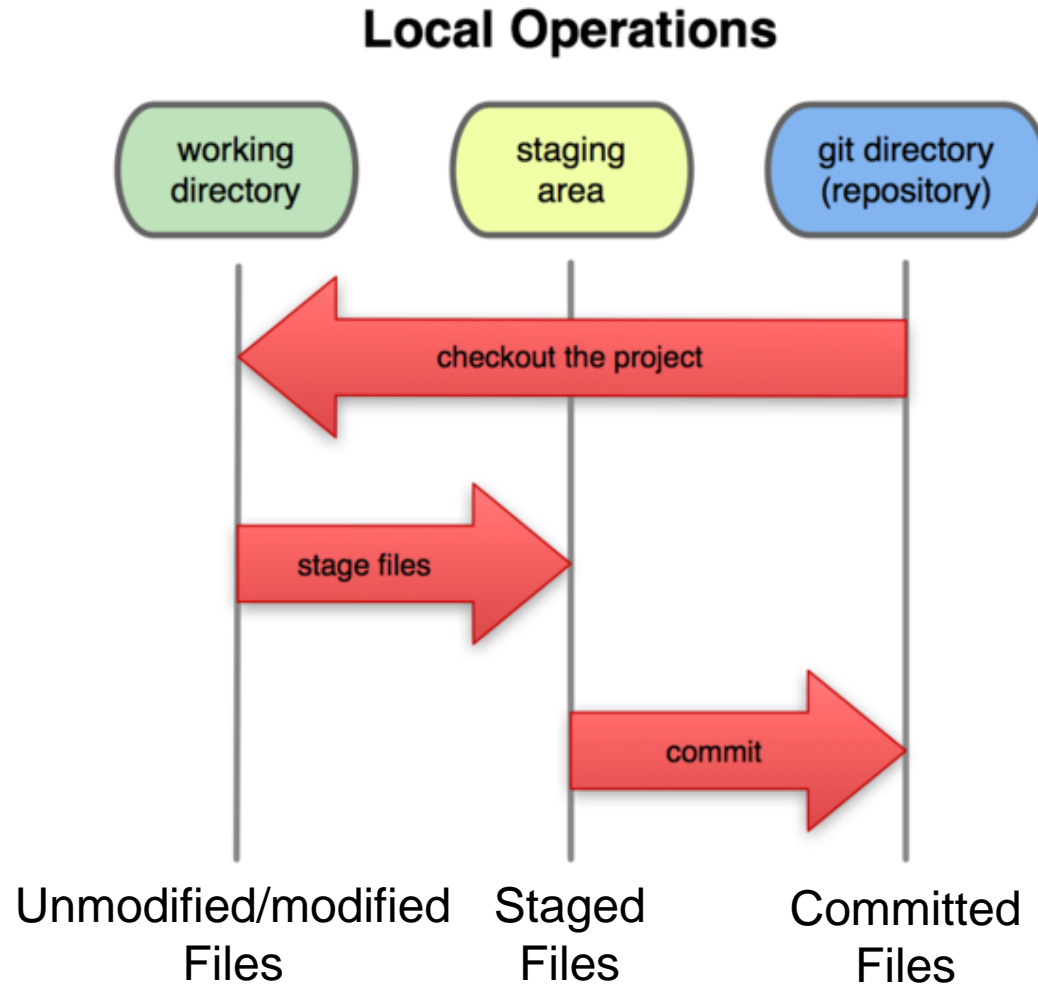 Local Operations
working
directory
staging
area
git directory
(repository)
checkout the project
stage files
commit
Unmodified/modified
Files
Staged
Files
Committed
Files